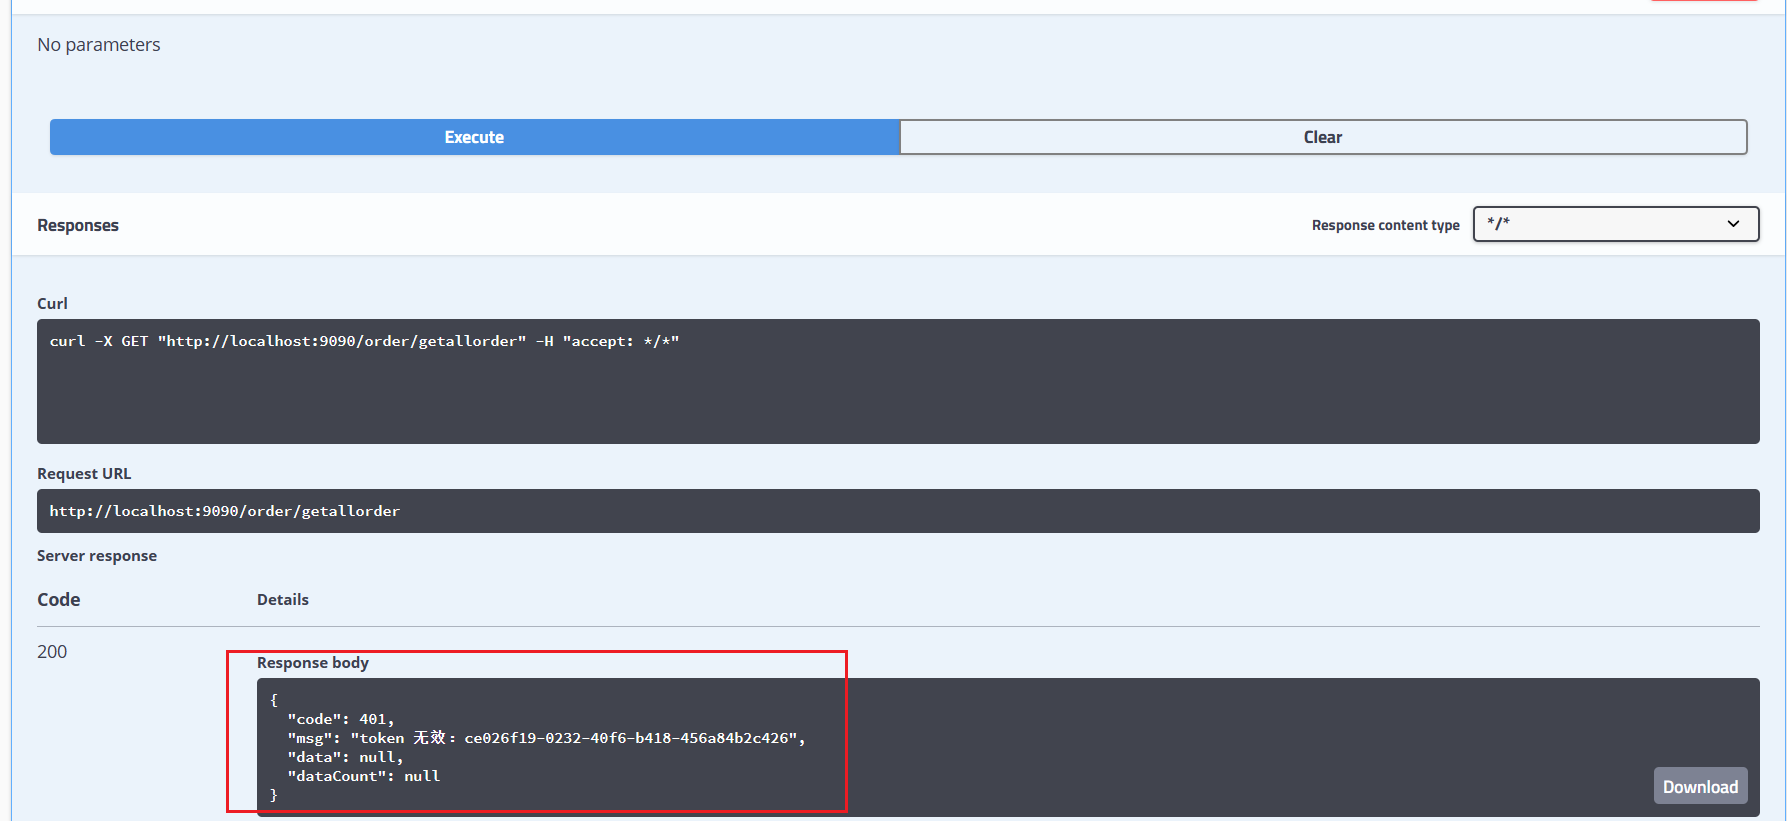 No parameters
Execute
Clear
Responses
Response content type
*/*
Curl
curl -X GET "http://localhost:9090/order/getallorder" -H "accept: */*"
Request URL
http://localhost:9090/order/getallorder
Server response
Code
Details
200
Response body
{
  "code": 401,
  "msg": "token 无效：ce026f19-0232-40f6-b418-456a84b2c426",
  "data": null,
  "dataCount": null
}
Download